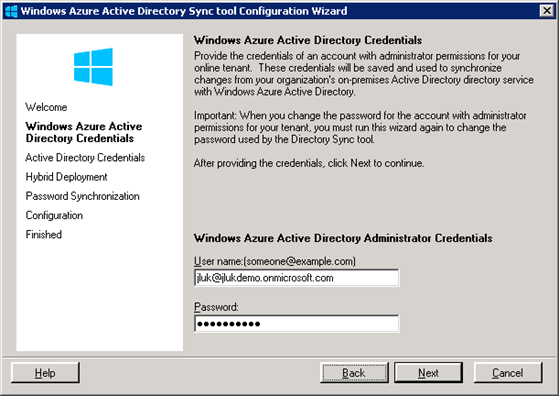 Windows Azure Active Directory Sync tool Configuration Wizard
Welcome
Windows Azure Active
Directory Credentials
Active Directory Credentials
Hybrid Deployment
Password Synchronization
Configuration
Finished
Windows Azure Active Directory Credentials
Provide the credentials of an account with administrator permissions for your
online tenant. These credentials will be saved and used to synchronize
changes from your organization's on-premises Active Directory directory service
with Windows Azure Active Directory.
Important: When you change the password for the account with administrator
permissions for your tenant, you must run this wizard again to change the
password used by the Directory Sync tool.
After providing the credentials, click Next to continue.
Windows Azure Active Directory Administrator Credentials
User name:(someone@example.com)
jluk@jlukdemo.onmicrosoft.com
Password:
●●●●●●●●●●
Help
Back
Next
Cancel